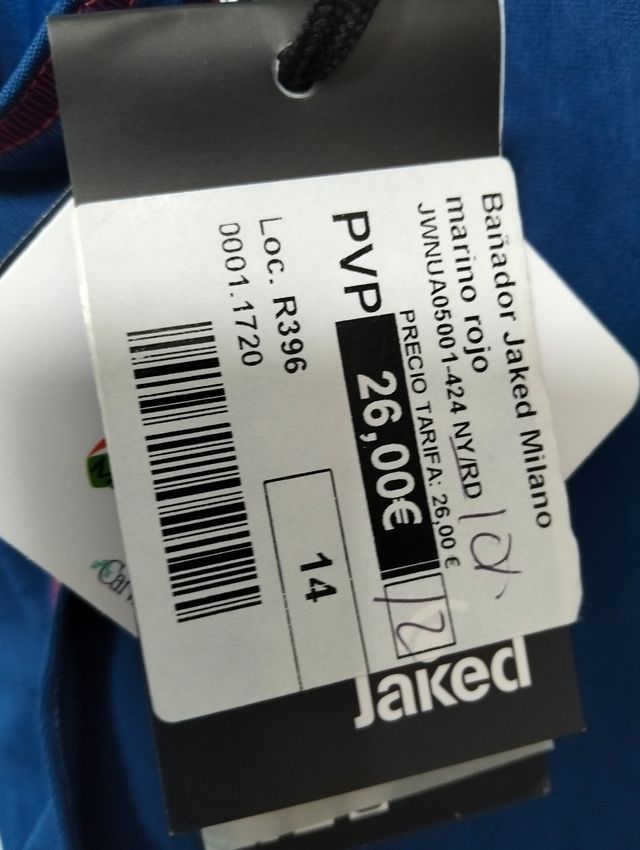 Bañador Jaked Milano
marino rojo
JWNUA05001-424 NY/RD
PRECIO TARIFA: 26,00 €
PVP 26,00€
12
Loc. R396
0001.1720
14
jaked